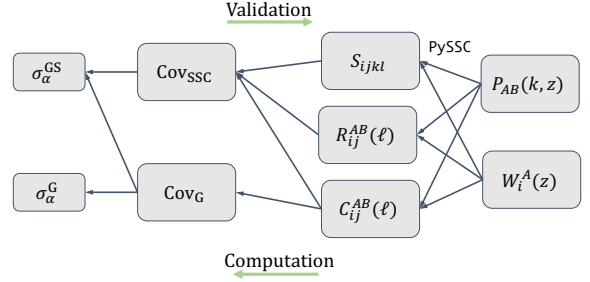 Validation
σ_α^GS
Cov_SSC
S_ijkl
PySSC
P_AB(k, z)
R_ij^AB(ℓ)
σ_α^G
Cov_G
C_ij^AB(ℓ)
W_i^A(z)
Computation